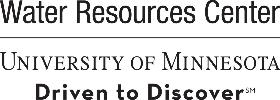 Water Resources Center
UNIVERSITY OF MINNESOTA
Driven to Discover℠